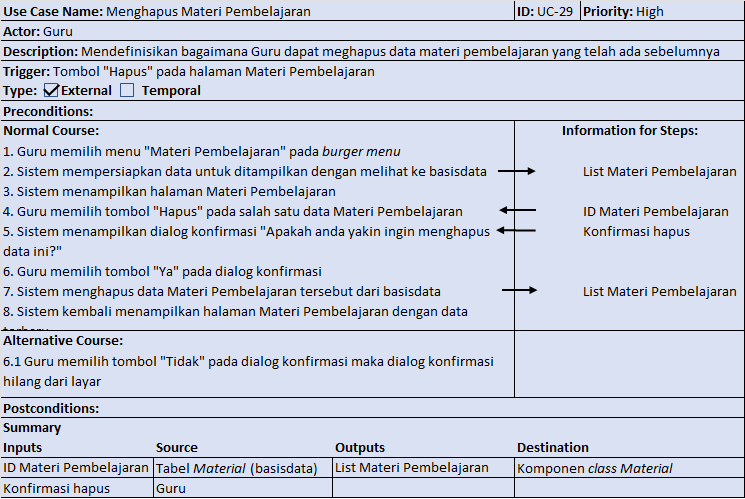 Use Case Name: Menghapus Materi Pembelajaran ID: UC-29 Priority: High
Actor: Guru
Description: Mendefinisikan bagaimana Guru dapat meghapus data materi pembelajaran yang telah ada sebelumnya
Trigger: Tombol "Hapus" pada halaman Materi Pembelajaran
Type: External Temporal
Preconditions:
Normal Course: Information for Steps:
1. Guru memilih menu "Materi Pembelajaran" pada burger menu
2. Sistem mempersiapkan data untuk ditampilkan dengan melihat ke basisdata List Materi Pembelajaran
3. Sistem menampilkan halaman Materi Pembelajaran
4. Guru memilih tombol "Hapus" pada salah satu data Materi Pembelajaran ID Materi Pembelajaran
5. Sistem menampilkan dialog konfirmasi "Apakah anda yakin ingin menghapus Konfirmasi hapus
data ini?"
6. Guru memilih tombol "Ya" pada dialog konfirmasi
7. Sistem menghapus data Materi Pembelajaran tersebut dari basisdata List Materi Pembelajaran
8. Sistem kembali menampilkan halaman Materi Pembelajaran dengan data
Alternative Course:
6.1 Guru memilih tombol "Tidak" pada dialog konfirmasi maka dialog konfirmasi
hilang dari layar
Postconditions:
Summary
Inputs Source Outputs Destination
ID Materi Pembelajaran Tabel Material (basisdata) List Materi Pembelajaran Komponen class Material
Konfirmasi hapus Guru